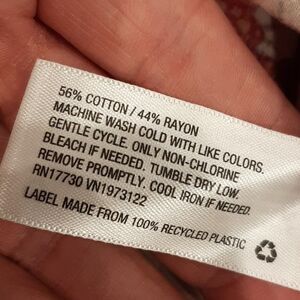 56% COTTON / 44% RAYON
MACHINE WASH COLD WITH LIKE COLORS.
GENTLE CYCLE. ONLY NON-CHLORINE
BLEACH IF NEEDED. TUMBLE DRY LOW.
REMOVE PROMPTLY. COOL IRON IF NEEDED.
RN17730 VN1973122
LABEL MADE FROM 100% RECYCLED PLASTIC